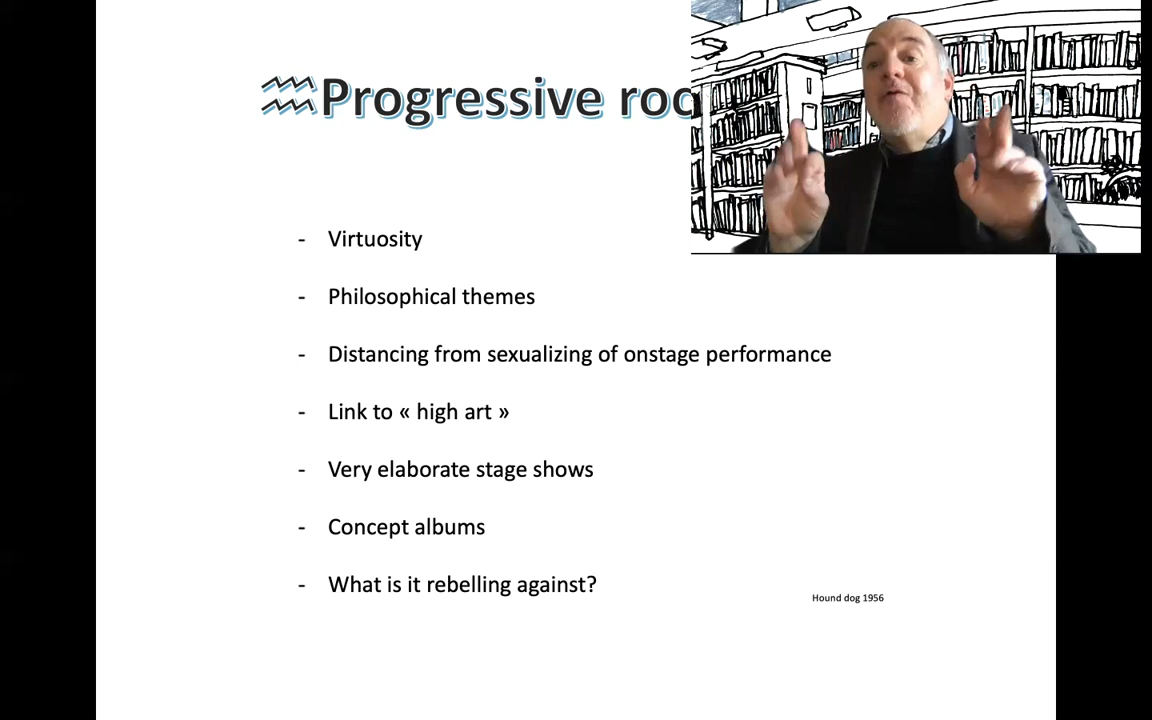 Progressive roc
- Virtuosity
- Philosophical themes
- Distancing from sexualizing of onstage performance
- Link to « high art »
- Very elaborate stage shows
- Concept albums
- What is it rebelling against?
Hound dog 1956